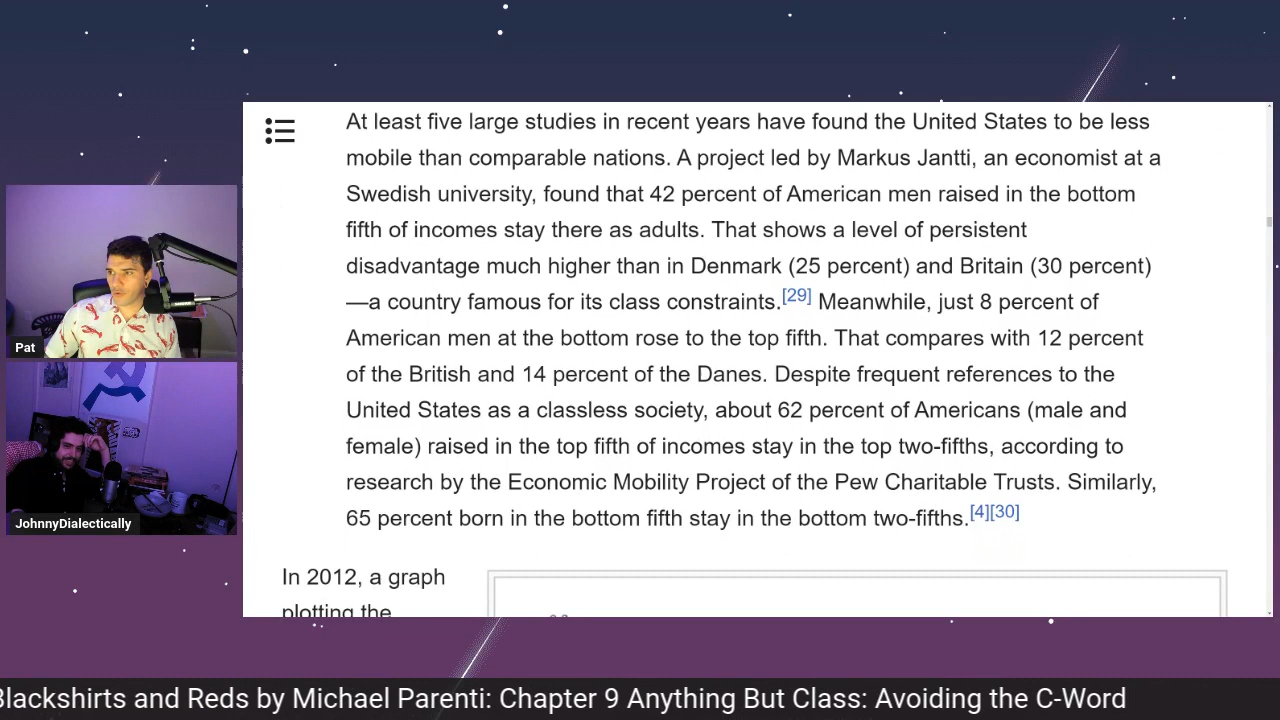 At least five large studies in recent years have found the United States to be less
mobile than comparable nations. A project led by Markus Jantti, an economist at a
Swedish university, found that 42 percent of American men raised in the bottom
fifth of incomes stay there as adults. That shows a level of persistent
disadvantage much higher than in Denmark (25 percent) and Britain (30 percent)
—a country famous for its class constraints.[29] Meanwhile, just 8 percent of
American men at the bottom rose to the top fifth. That compares with 12 percent
of the British and 14 percent of the Danes. Despite frequent references to the
United States as a classless society, about 62 percent of Americans (male and
female) raised in the top fifth of incomes stay in the top two-fifths, according to
research by the Economic Mobility Project of the Pew Charitable Trusts. Similarly,
65 percent born in the bottom fifth stay in the bottom two-fifths.[4][30]
In 2012, a graph
plotting the
Pat
JohnnyDialectically
Blackshirts and Reds by Michael Parenti: Chapter 9 Anything But Class: Avoiding the C-Word